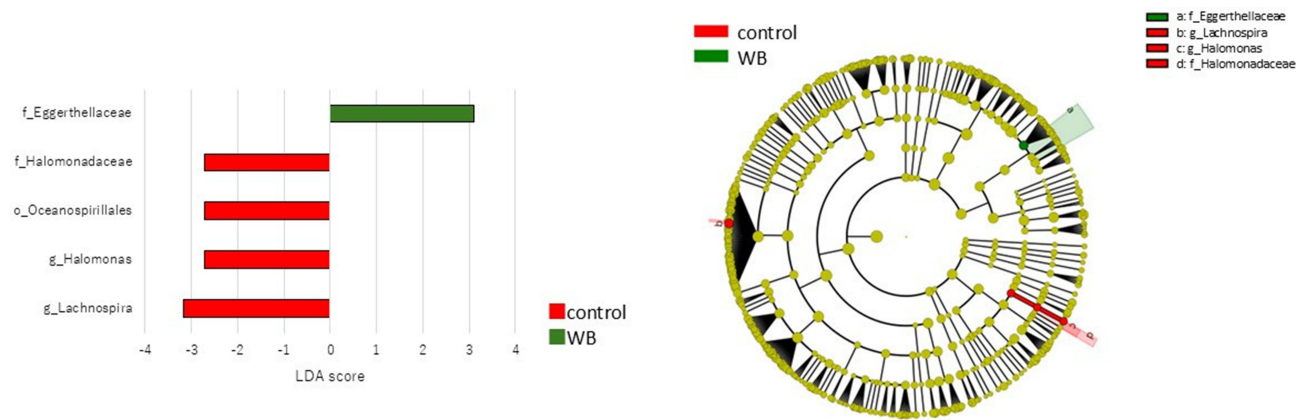 f_Eggerthellaceae
f_Halomonadaceae
o_Oceanospirillales
g_Halomonas
g_Lachnospira
-4 -3 -2 -1 0 1 2 3 4
LDA score
control
WB
control
WB
a: f_Eggerthellaceae
b: g_Lachnospira
c: g_Halomonas
d: f_Halomonadaceae
a
b
c
d